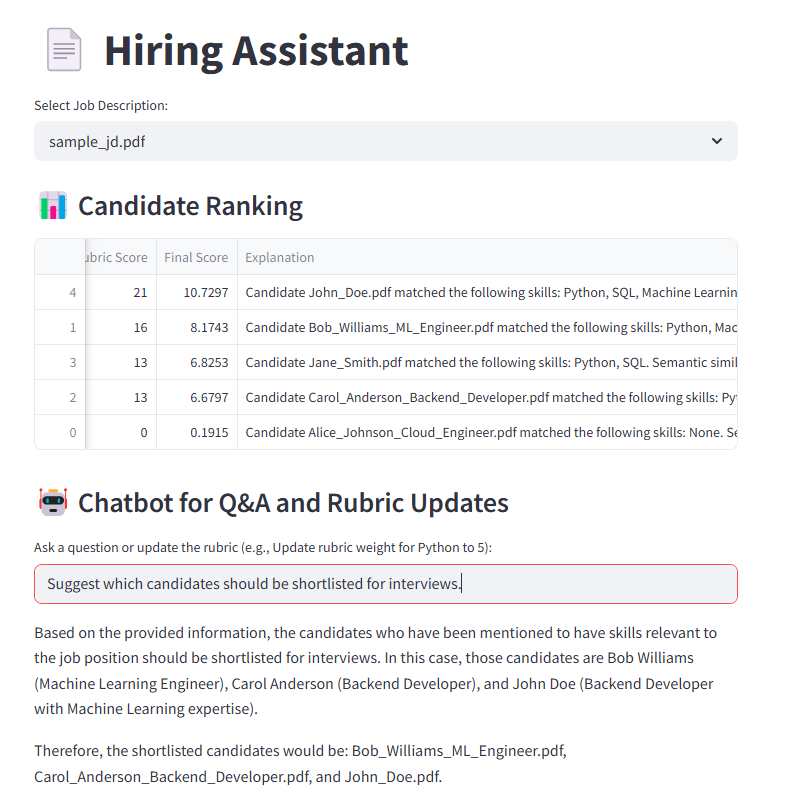 Hiring Assistant
Select Job Description:
sample_jd.pdf
Candidate Ranking
ubric Score Final Score Explanation
4 21 10.7297 Candidate John_Doe.pdf matched the following skills: Python, SQL, Machine Learnin
1 16 8.1743 Candidate Bob_Williams_ML_Engineer.pdf matched the following skills: Python, Mac
3 13 6.8253 Candidate Jane_Smith.pdf matched the following skills: Python, SQL. Semantic simil
2 13 6.6797 Candidate Carol_Anderson_Backend_Developer.pdf matched the following skills: Pyt
0 0 0.1915 Candidate Alice_Johnson_Cloud_Engineer.pdf matched the following skills: None. Se
Chatbot for Q&A and Rubric Updates
Ask a question or update the rubric (e.g., Update rubric weight for Python to 5):
Suggest which candidates should be shortlisted for interviews.
Based on the provided information, the candidates who have been mentioned to have skills relevant to
the job position should be shortlisted for interviews. In this case, those candidates are Bob Williams
(Machine Learning Engineer), Carol Anderson (Backend Developer), and John Doe (Backend Developer
with Machine Learning expertise).
Therefore, the shortlisted candidates would be: Bob_Williams_ML_Engineer.pdf,
Carol_Anderson_Backend_Developer.pdf, and John_Doe.pdf.